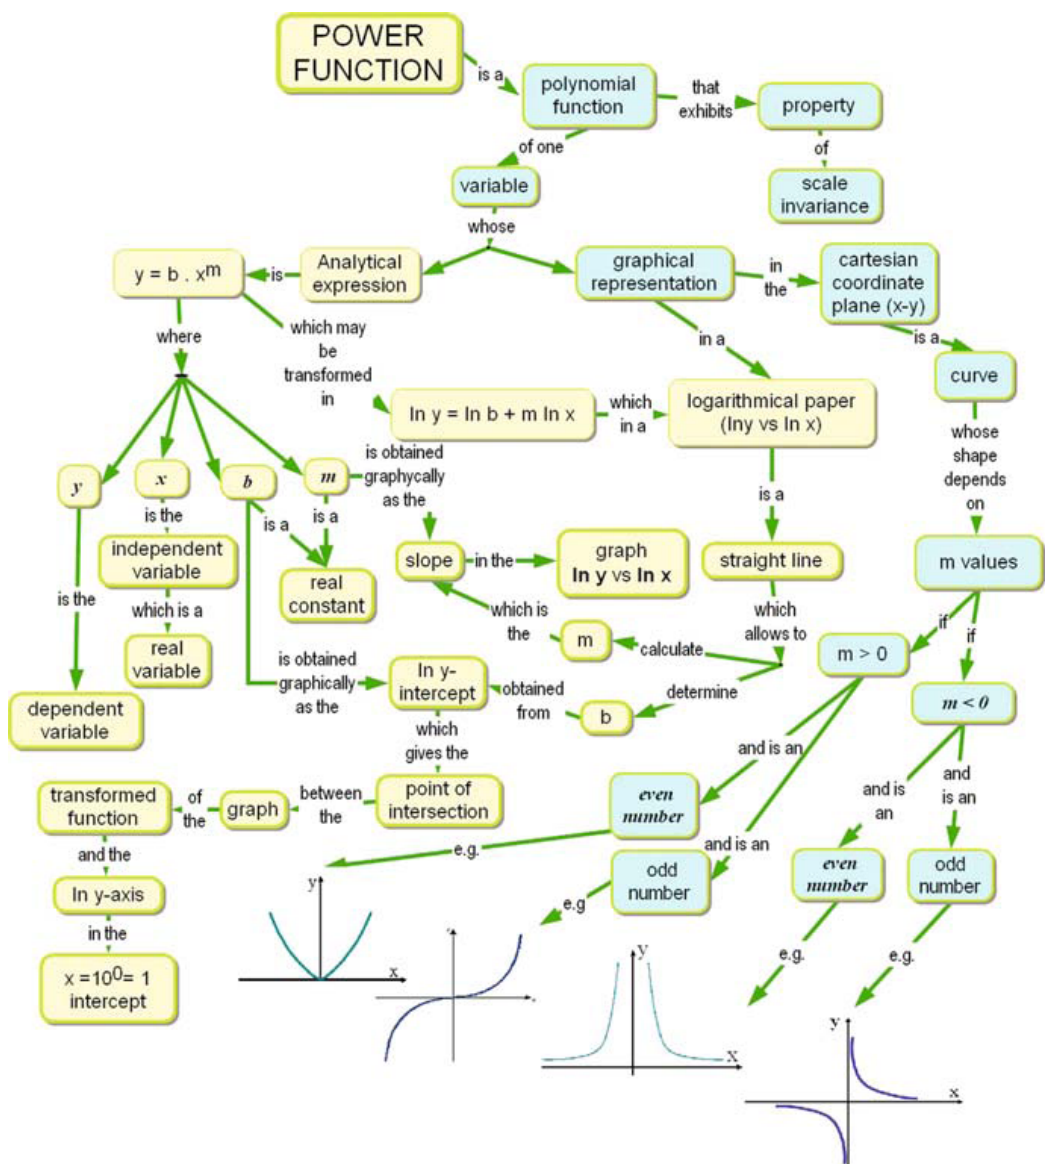 POWER
FUNCTION
is a
polynomial
function
that
exhibits
property
of
scale
invariance
of one
variable
whose
Analytical
expression
is
y = b . x^m
graphical
representation
in
the
cartesian
coordinate
plane (x-y)
is a
curve
whose
shape
depends
on
m values
where
which may
be
transformed
in
ln y = ln b + m ln x
which
in a
in a
logarithmical paper
(lny vs ln x)
is a
straight line
which
allows to
calculate
m
which is
the
determine
b
obtained
from
y
x
b
m
is the
dependent
variable
is the
independent
variable
which is a
real
variable
is a
is a
real
constant
is obtained
graphycally
as the
slope
in the
graph
ln y vs ln x
is obtained
graphically
as the
ln y-
intercept
which
gives the
point of
intersection
between
the
graph
of
the
transformed
function
and the
ln y-axis
in the
x =10^0= 1
intercept
if
m > 0
if
m < 0
and is an
even
number
e.g.
and is an
odd
number
e.g
and is
an
even
number
e.g.
and
is an
odd
number
e.g.
y
x
y
x
y
x